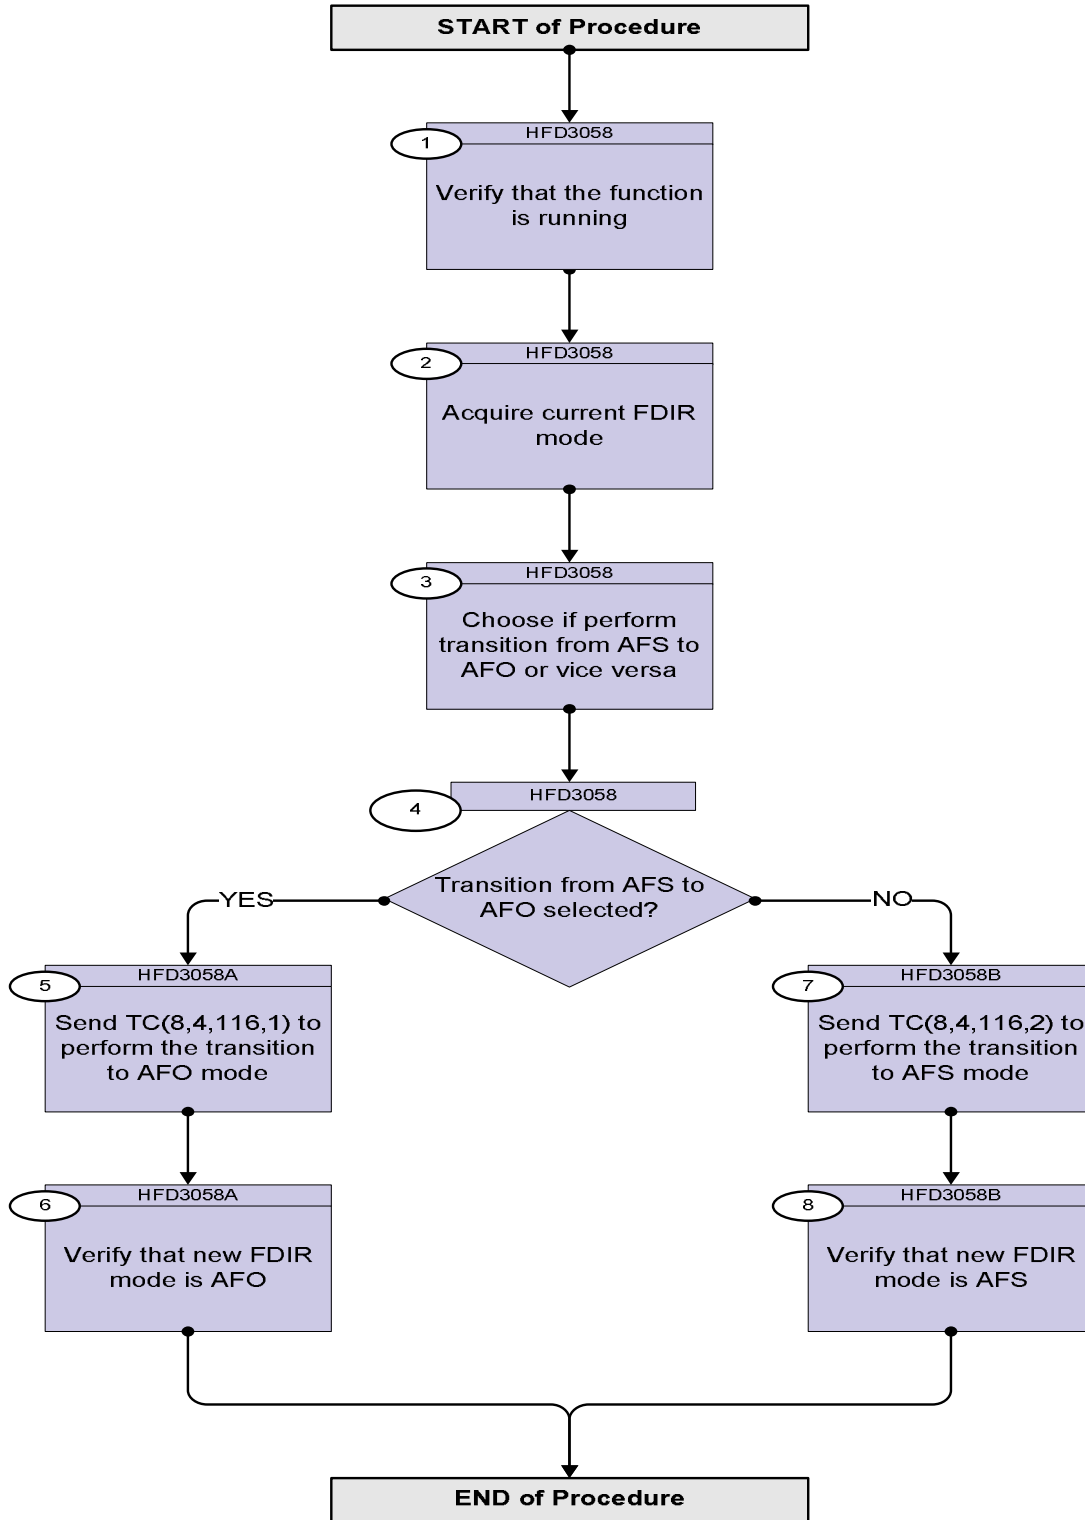 START of Procedure
HFD3058
1
Verify that the function
is running
HFD3058
2
Acquire current FDIR
mode
HFD3058
3
Choose if perform
transition from AFS to
AFO or vice versa
HFD3058
4
Transition from AFS to
AFO selected?
YES
NO
HFD3058A
5
Send TC(8,4,116,1) to
perform the transition
to AFO mode
HFD3058B
7
Send TC(8,4,116,2) to
perform the transition
to AFS mode
HFD3058A
6
Verify that new FDIR
mode is AFO
HFD3058B
8
Verify that new FDIR
mode is AFS
END of Procedure